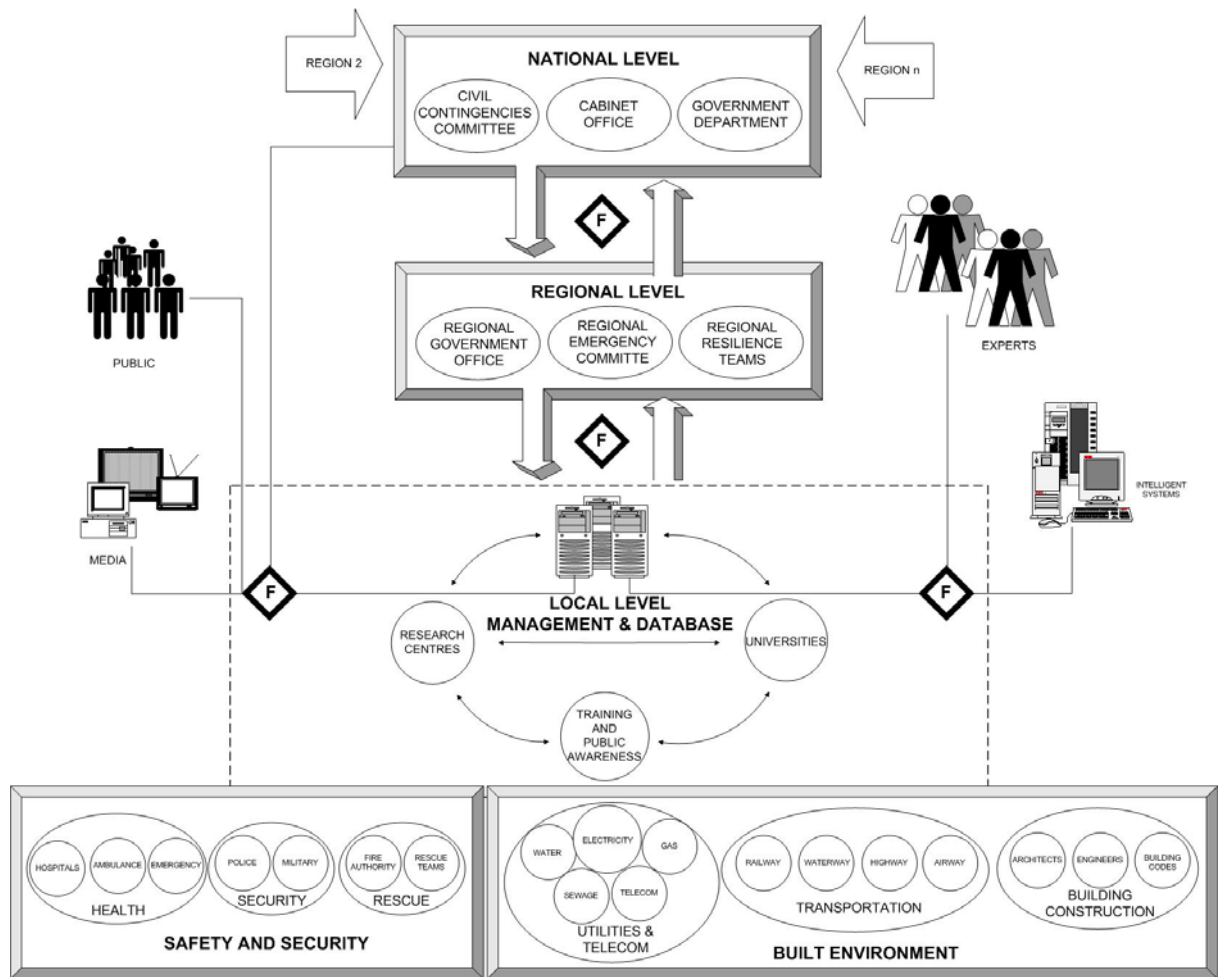 REGION 2
NATIONAL LEVEL
REGION n
CIVIL
CONTINGENCIES
COMMITTEE
CABINET
OFFICE
GOVERNMENT
DEPARTMENT
F
PUBLIC
EXPERTS
REGIONAL LEVEL
REGIONAL
GOVERNMENT
OFFICE
REGIONAL
EMERGENCY
COMMITTE
REGIONAL
RESILIENCE
TEAMS
F
MEDIA
INTELLIGENT
SYSTEMS
F
F
LOCAL LEVEL
MANAGEMENT & DATABASE
RESEARCH
CENTRES
UNIVERSITIES
TRAINING
AND
PUBLIC
AWARENESS
HOSPITALS
AMBULANCE
EMERGENCY
HEALTH
POLICE
MILITARY
SECURITY
FIRE
AUTHORITY
RESCUE
TEAMS
RESCUE
SAFETY AND SECURITY
WATER
ELECTRICITY
GAS
SEWAGE
TELECOM
UTILITIES &
TELECOM
RAILWAY
WATERWAY
HIGHWAY
AIRWAY
TRANSPORTATION
ARCHITECTS
ENGINEERS
BUILDING
CODES
BUILDING
CONSTRUCTION
BUILT ENVIRONMENT